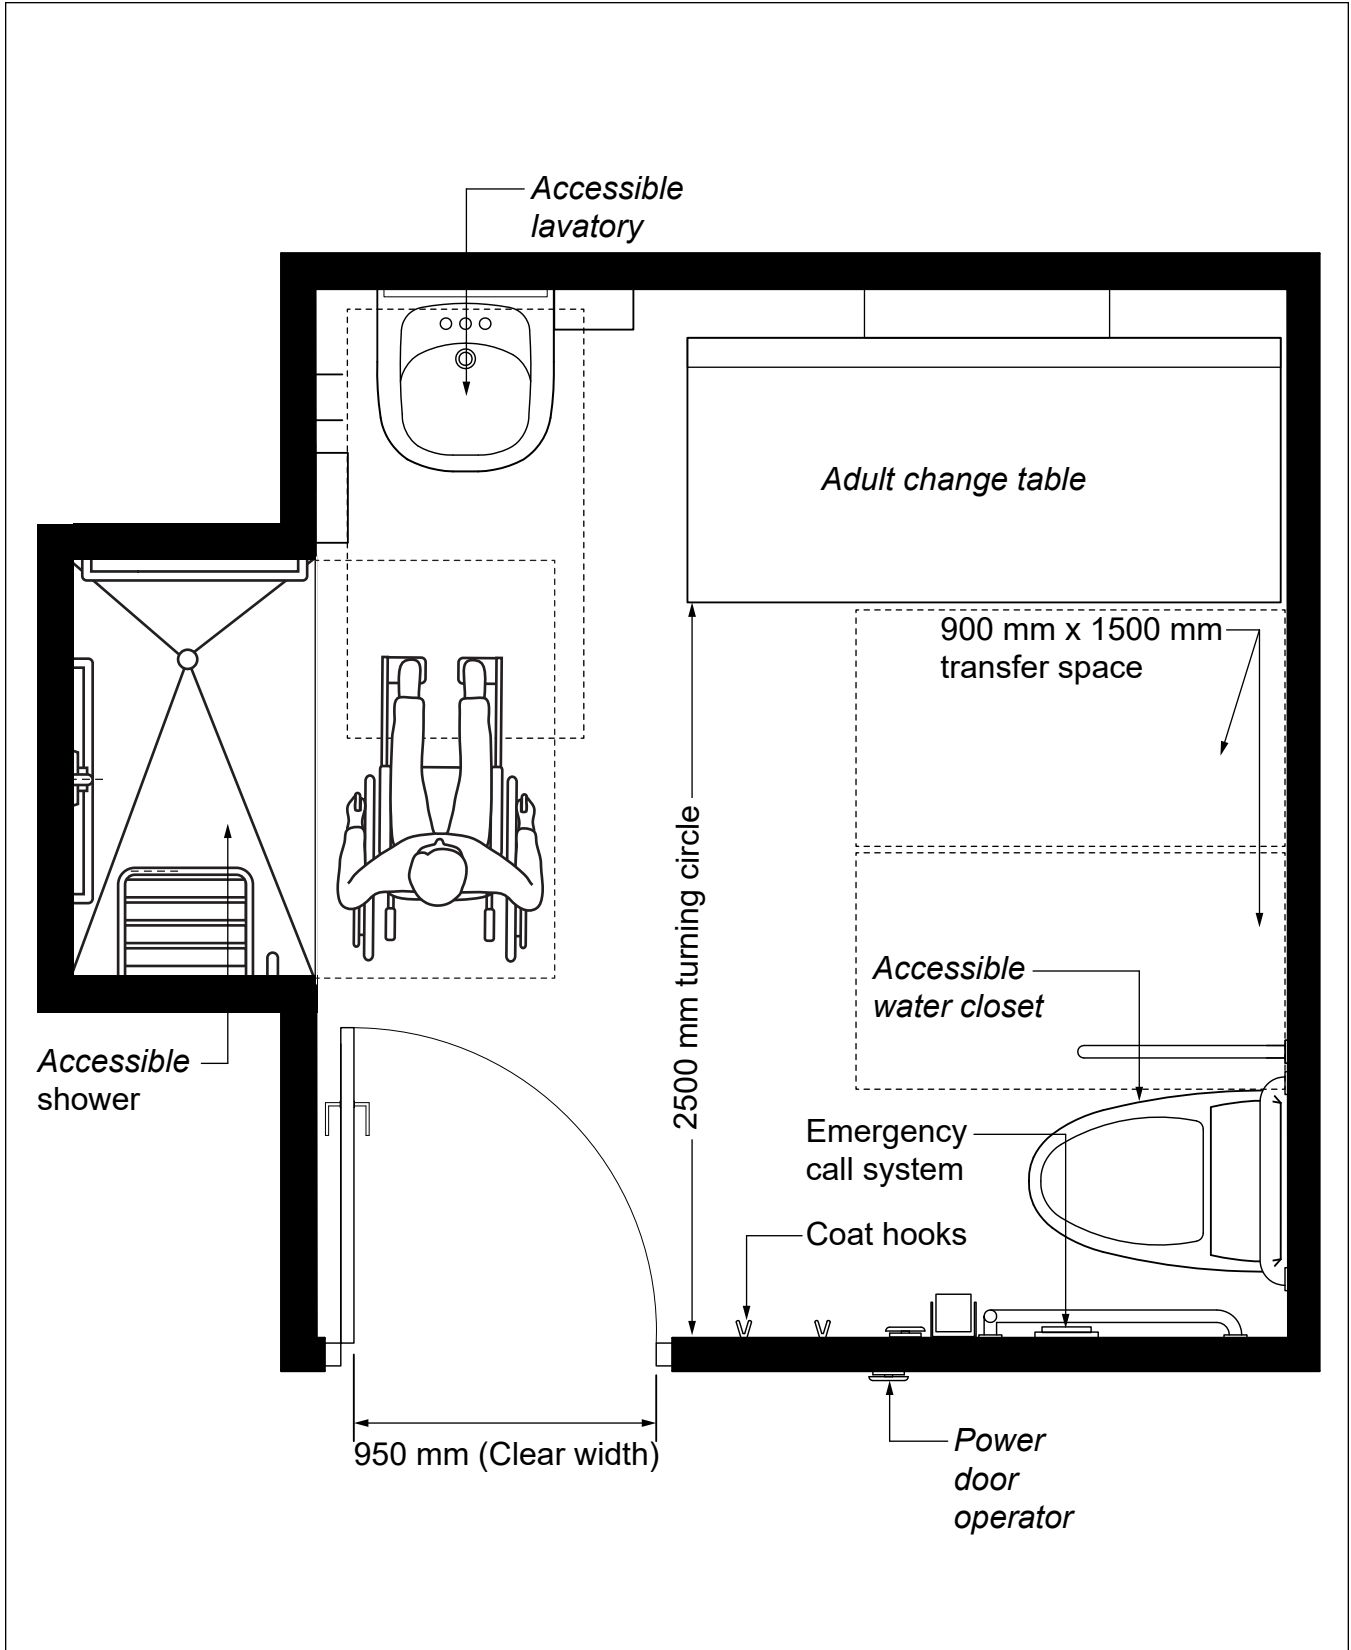 Accessible
lavatory
Adult change table
900 mm x 1500 mm
transfer space
2500 mm turning circle
Accessible
water closet
Accessible
shower
Emergency
call system
Coat hooks
950 mm (Clear width)
Power
door
operator